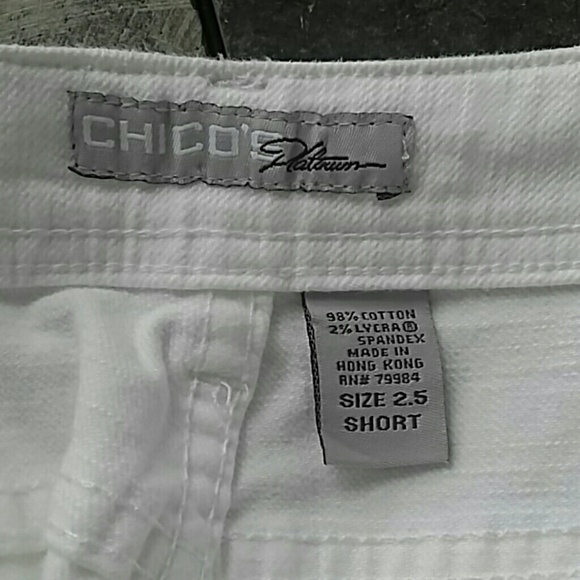 CHICO'S Platinum
98% COTTON
2% LYCRA®
SPANDEX
MADE IN
HONG KONG
RN# 79984
SIZE 2.5
SHORT